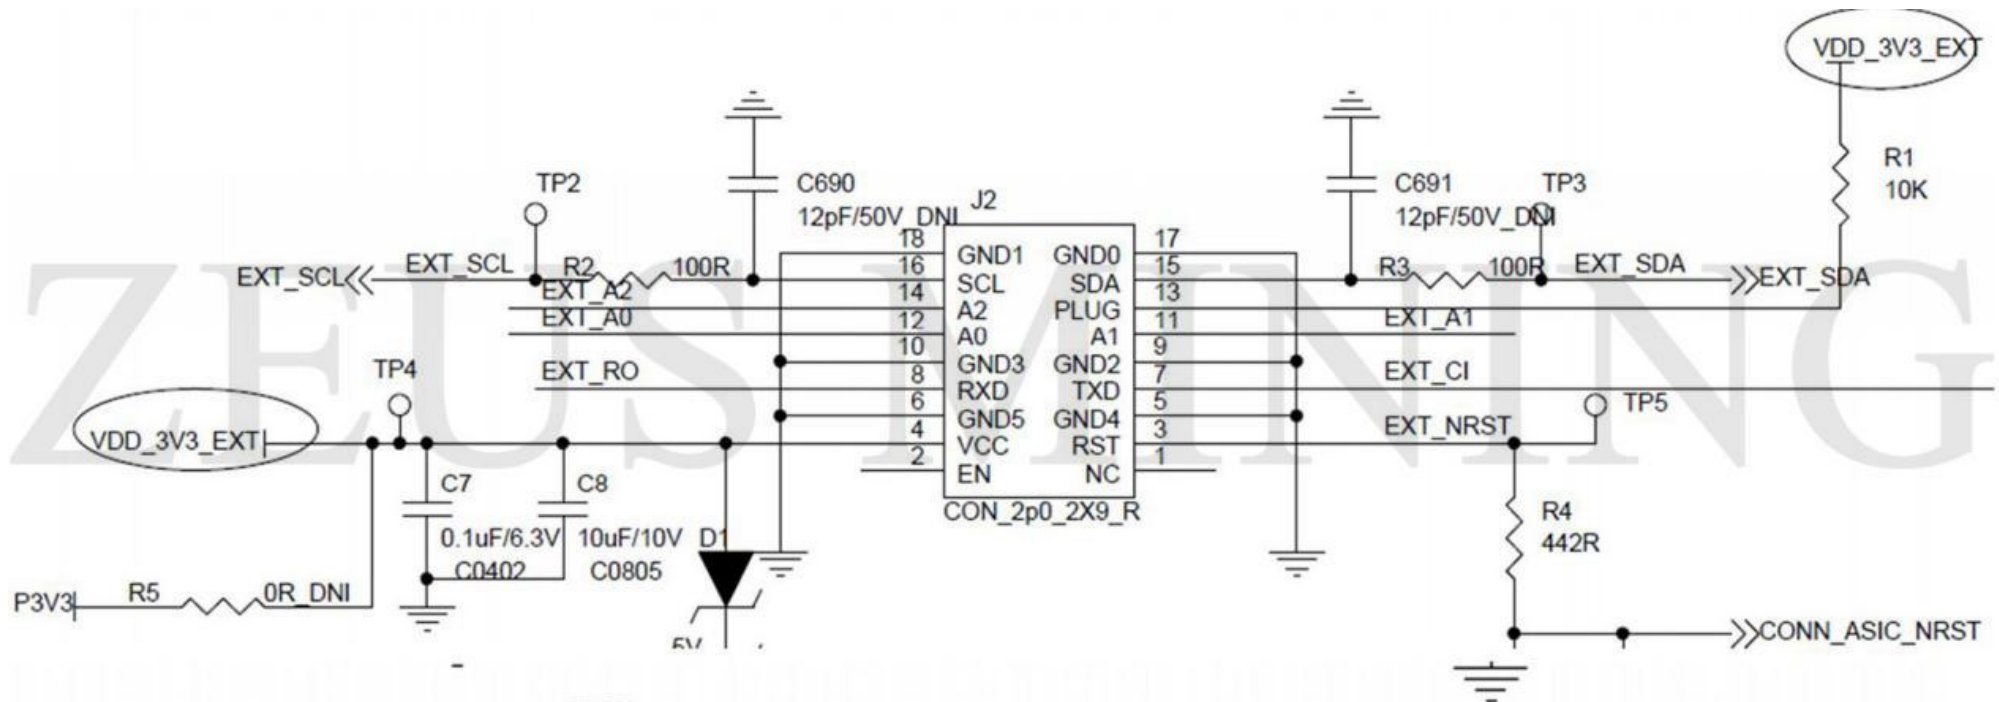 VDD_3V3_EXT
C690
12pF/50V_DNI
J2
C691
12pF/50V_DNI
TP3
R1
10K
TP2
EXT_SCL
EXT_SCL
R2
100R
EXT_A2
EXT_A0
EXT_RO
TP4
VDD_3V3_EXT
18
16
14
12
10
8
6
4
2
GND1
SCL
A2
A0
GND3
RXD
GND5
VCC
EN
GND0
SDA
PLUG
A1
GND2
TXD
GND4
RST
NC
17
15
13
11
9
7
5
3
1
CON_2p0_2X9_R
R3
100R
EXT_SDA
EXT_SDA
EXT_A1
EXT_CI
EXT_NRST
TP5
C7
0.1uF/6.3V
C0402
C8
10uF/10V
C0805
D1
5V
P3V3
R5
0R_DNI
R4
442R
CONN_ASIC_NRST
ZEUS MINING